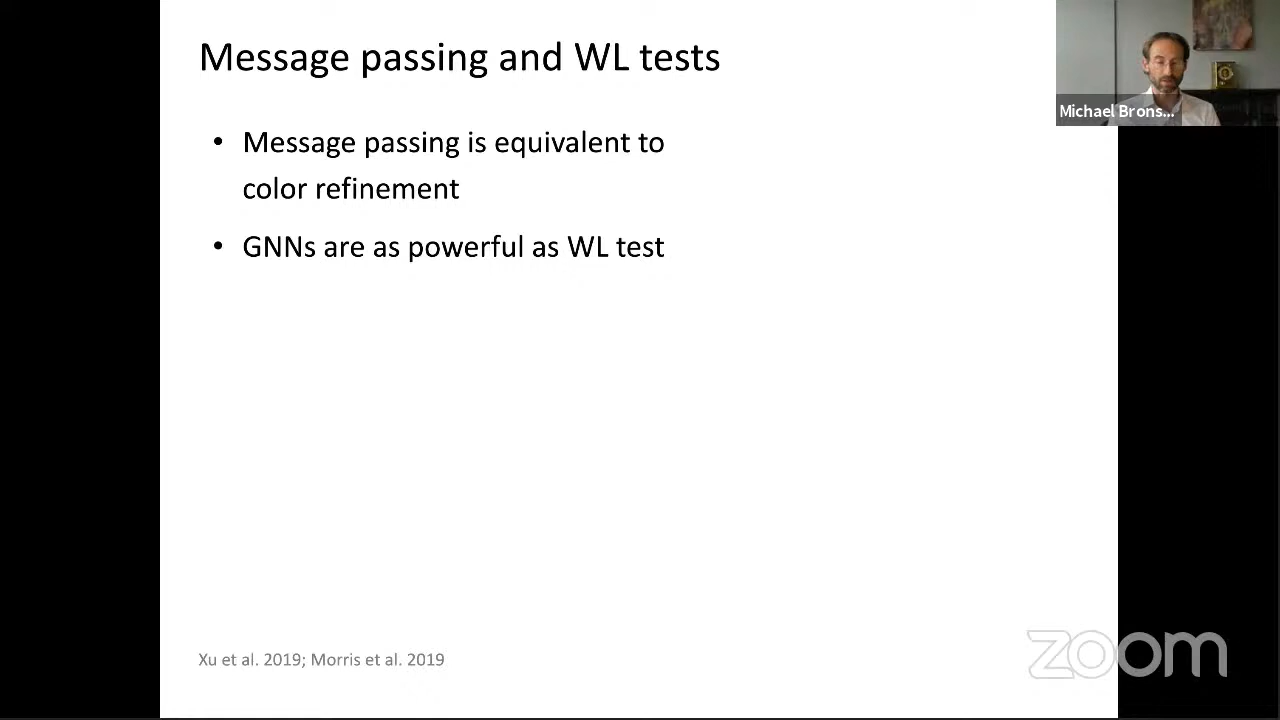 Message passing and WL tests
Michael Brons...
• Message passing is equivalent to
color refinement
• GNNs are as powerful as WL test
Xu et al. 2019; Morris et al. 2019
zoom